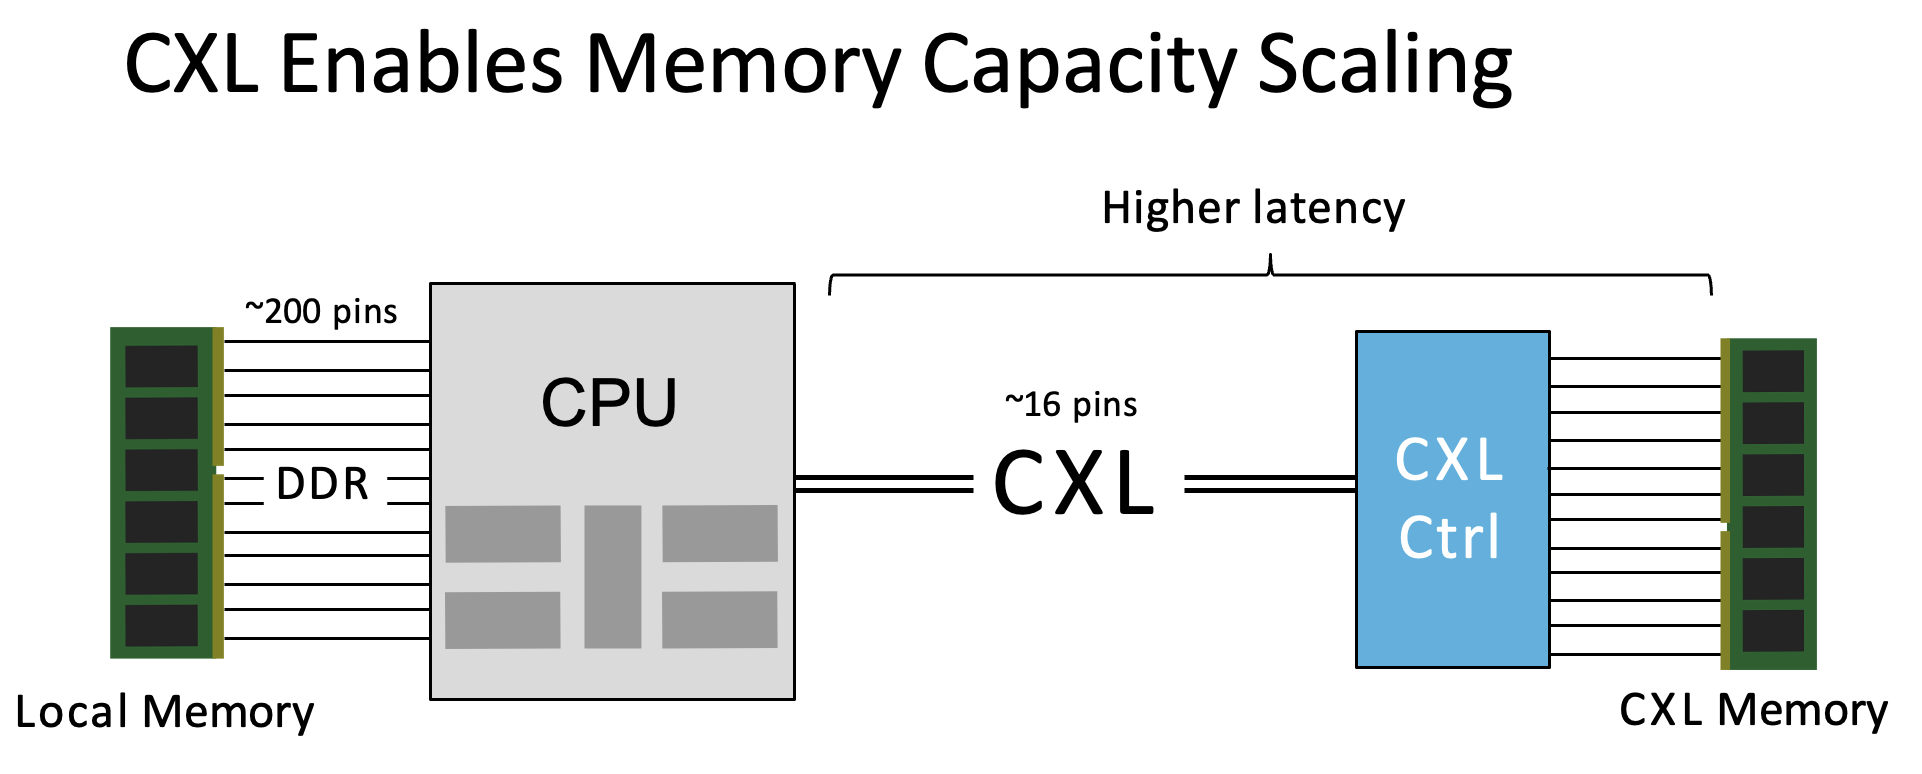 CXL Enables Memory Capacity Scaling
Higher latency
~200 pins
CPU
~16 pins
DDR
CXL
CXL
Ctrl
Local Memory
CXL Memory